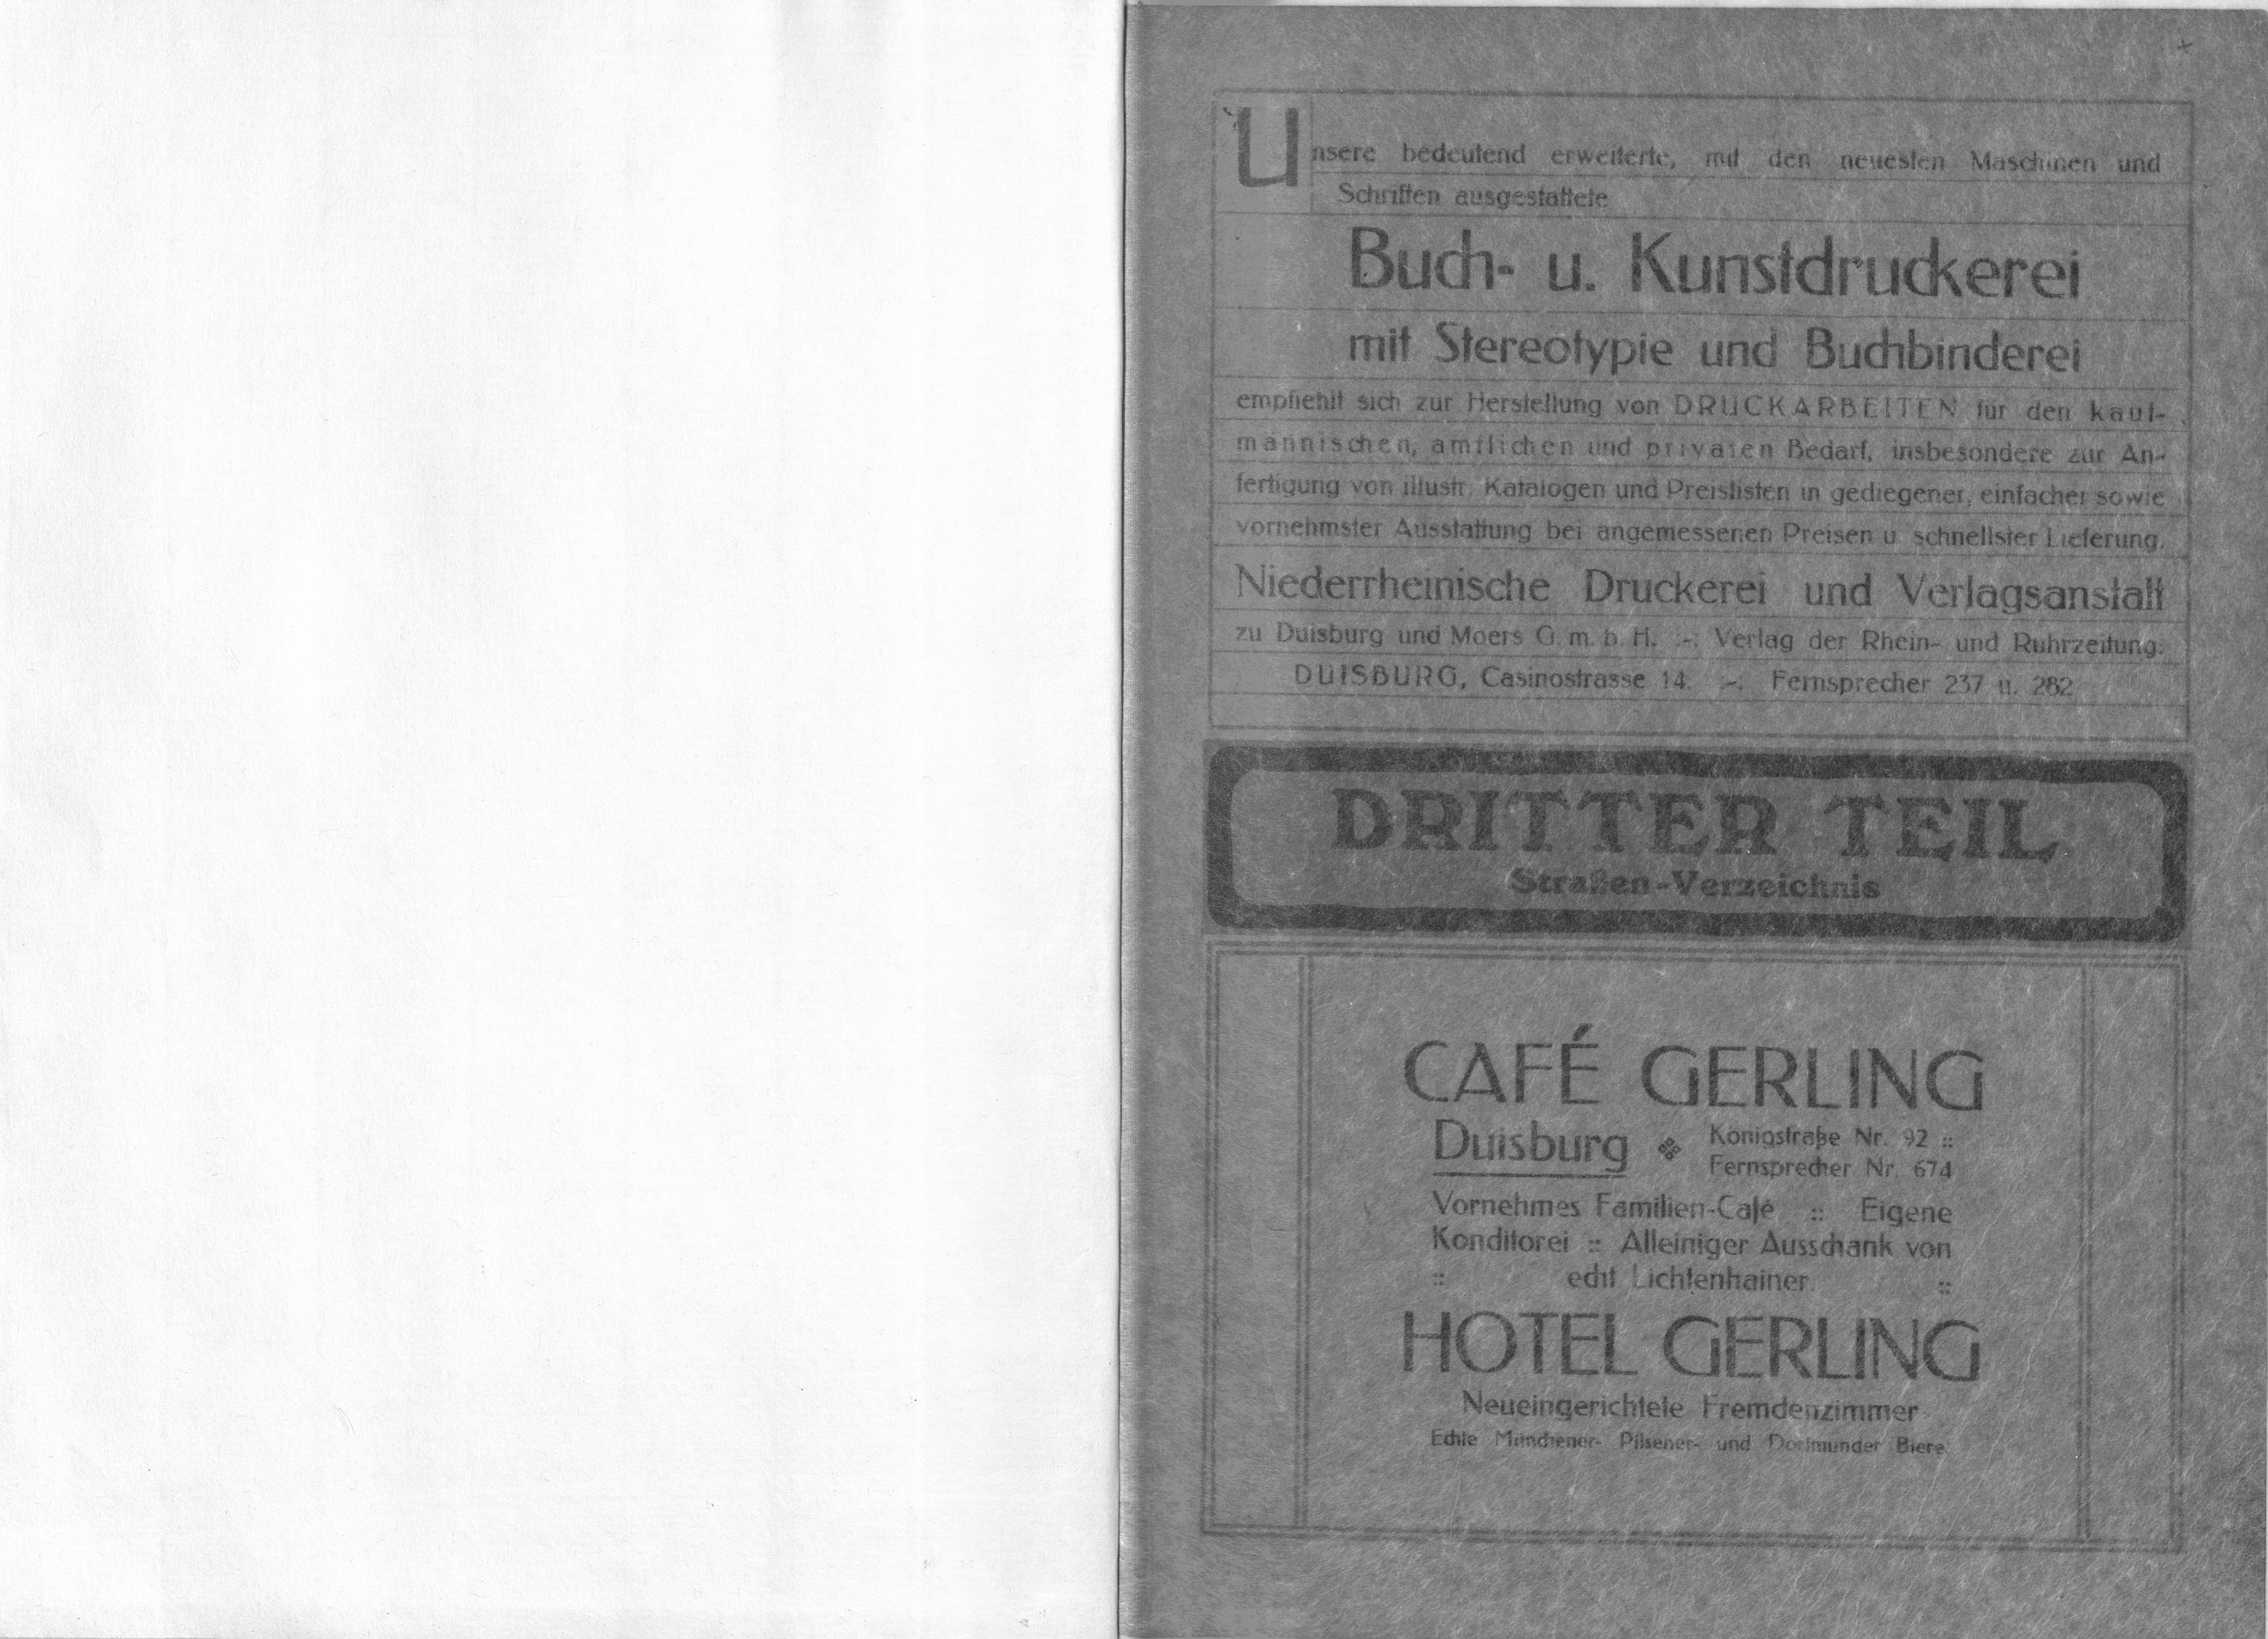 Unsere bedeutend erweiterte, mit den neuesten Maschinen und
Schriften ausgestattete
Buch- u. Kunstdruckerei
mit Stereotypie und Buchbinderei
empfiehlt sich zur Herstellung von DRUCKARBEITEN für den kauf-
männischen, amtlichen und privaten Bedarf, insbesondere zur An-
fertigung von illustr. Katalogen und Preislisten in gediegener, einfacher sowie
vornehmster Ausstattung bei angemessenen Preisen u. schnellster Lieferung.
Niederrheinische Druckerei und Verlagsanstalt
zu Duisburg und Moers G. m. b. H. :-: Verlag der Rhein- und Ruhrzeitung.
DUISBURG, Casinostrasse 14. :-: Fernsprecher 237 u. 282
DRITTER TEIL
Straßen-Verzeichnis
CAFÉ GERLING
Duisburg
Königstraße Nr. 92 ::
Fernsprecher Nr. 674
Vornehmes Familien-Café :: Eigene
Konditorei :: Alleiniger Ausschank von
:: echt Lichtenhainer. ::
HOTEL GERLING
Neueingerichtete Fremdenzimmer
Echte Münchener- Pilsener- und Dortmunder Biere